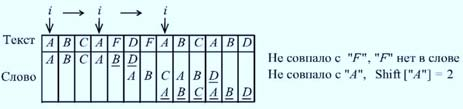 i → i → i
Текст A B C A F D F A B C A B D
A B C A B D
Слово A B C A B D
A B C A B D
Не совпало с "F", "F" нет в слове
Не совпало с "A", Shift ["A"] = 2